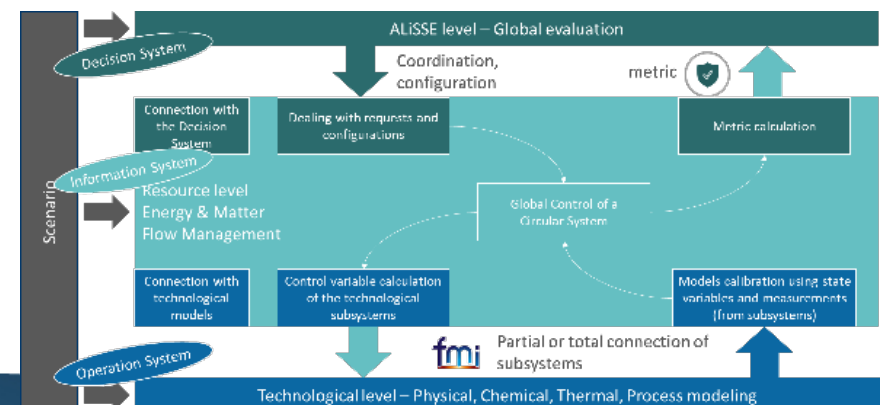 ALiSSE level – Global evaluation
Decision System
Coordination,
configuration
metric
Connection with
the Decision
System
Dealing with requests and
configurations
Metric calculation
Information System
Scenario
Resource level
Energy & Matter
Flow Management
Global Control of a
Circular System
Connection with
technological
models
Control variable calculation
of the technological
subsystems
Models calibration using state
variables and measurements
(from subsystems)
fmi
Partial or total connection of
subsystems
Operation System
Technological level – Physical, Chemical, Thermal, Process modeling